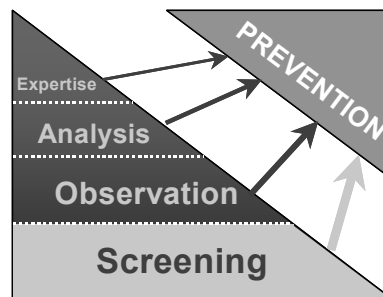 PREVENTION
Expertise
Analysis
Observation
Screening